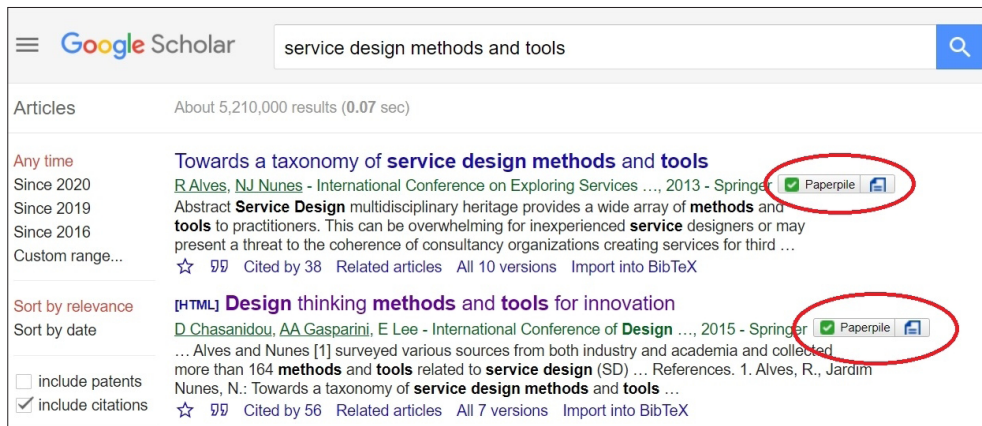 Google Scholar
service design methods and tools
Articles
About 5,210,000 results (0.07 sec)
Any time
Since 2020
Since 2019
Since 2016
Custom range...
Sort by relevance
Sort by date
include patents
include citations
Towards a taxonomy of service design methods and tools
R Alves, NJ Nunes - International Conference on Exploring Services ..., 2013 - Springer Paperpile
Abstract Service Design multidisciplinary heritage provides a wide array of methods and
tools to practitioners. This can be overwhelming for inexperienced service designers or may
present a threat to the coherence of consultancy organizations creating services for third ...
Cited by 38 Related articles All 10 versions Import into BibTeX
[HTML] Design thinking methods and tools for innovation
D Chasanidou, AA Gasparini, E Lee - International Conference of Design ..., 2015 - Springer Paperpile
... Alves and Nunes [1] surveyed various sources from both industry and academia and collected
more than 164 methods and tools related to service design (SD) ... References. 1. Alves, R., Jardim
Nunes, N.: Towards a taxonomy of service design methods and tools ...
Cited by 56 Related articles All 7 versions Import into BibTeX